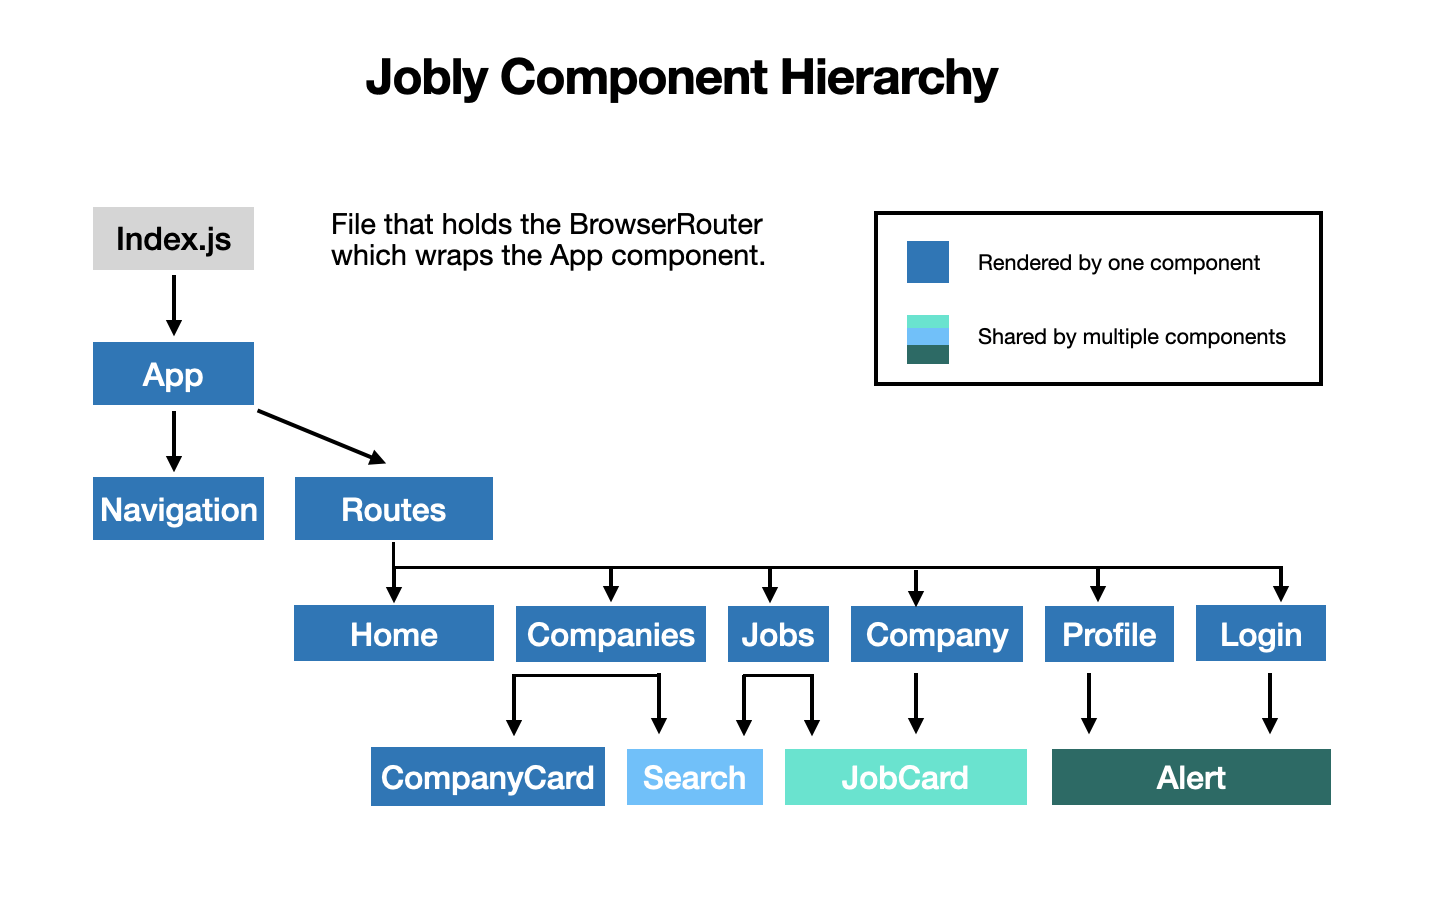 Jobly Component Hierarchy
Index.js
File that holds the BrowserRouter
which wraps the App component.
Rendered by one component
Shared by multiple components
App
Navigation
Routes
Home
Companies
Jobs
Company
Profile
Login
CompanyCard
Search
JobCard
Alert